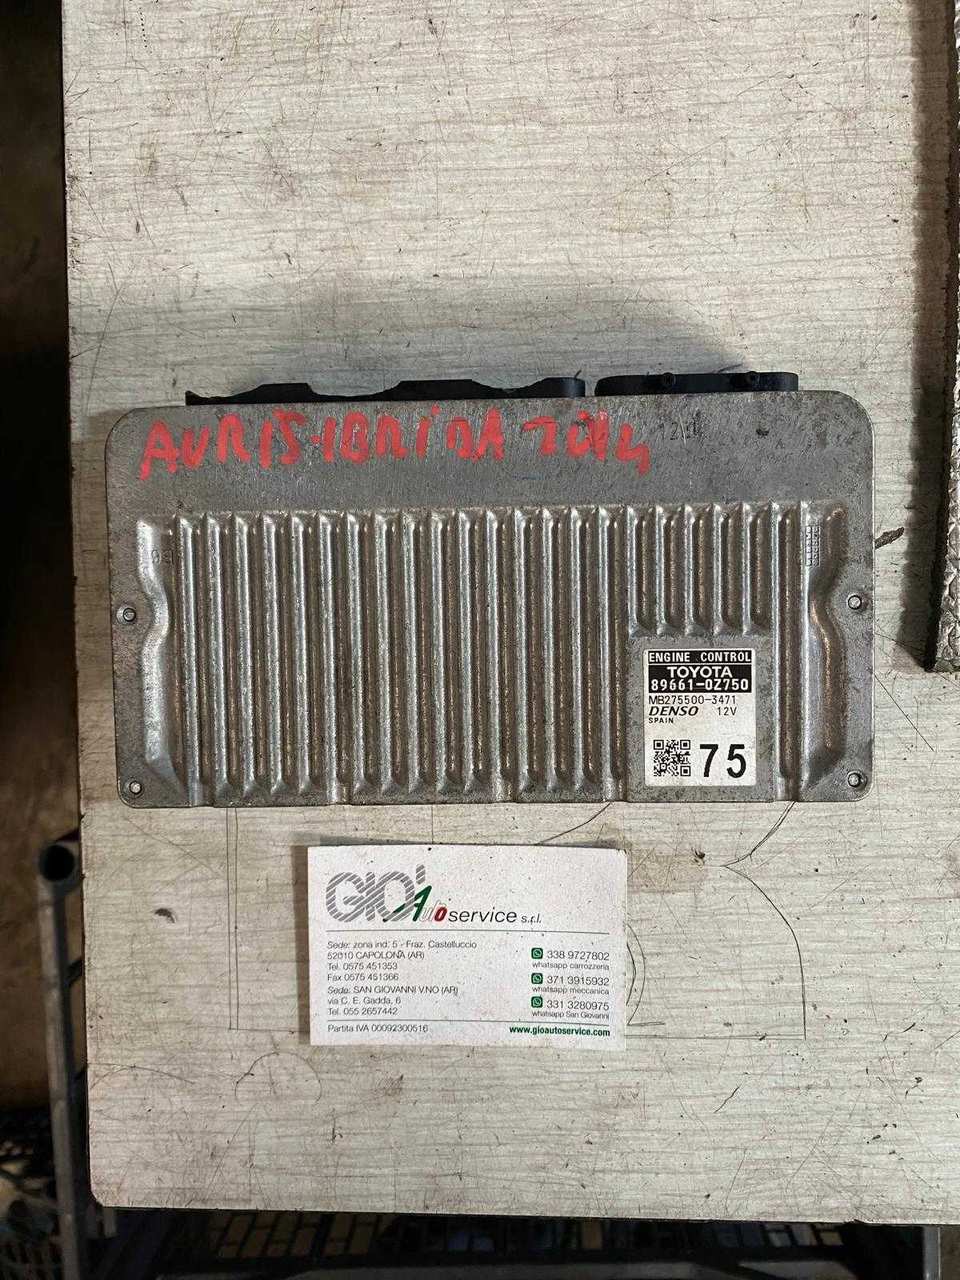 AURIS-IBRIDA 2014
ENGINE CONTROL
TOYOTA
89661-0Z750
MB275500-3471
DENSO 12V
SPAIN
75
GIO' Auto service s.r.l.
Sede: zona ind. 5 - Fraz. Castelluccio
52010 CAPOLONA (AR)
Tel. 0575 451353
Fax 0575 451366
Sede: SAN GIOVANNI V.NO (AR)
via C. E. Gadda, 6
Tel. 055 2657442
Partita IVA 00092300516
338 9727802
whatsapp carrozzeria
371 3915932
whatsapp meccanica
331 3280975
whatsapp San Giovanni
www.gioautoservice.com